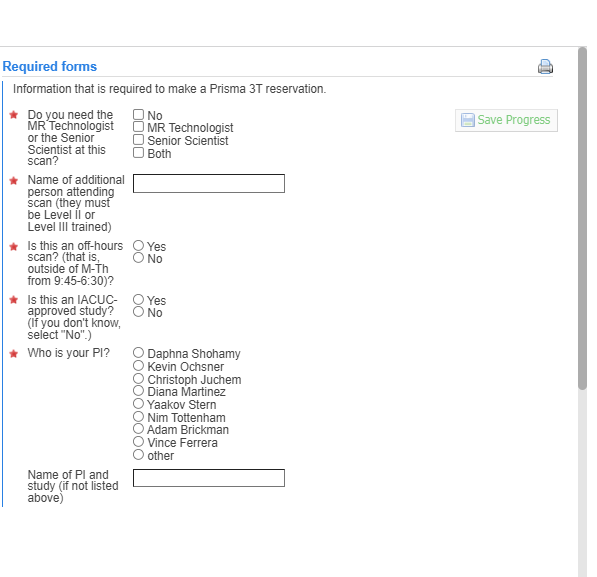 Required forms
Information that is required to make a Prisma 3T reservation.
Do you need the
MR Technologist
or the Senior
Scientist at this
scan?
No
MR Technologist
Senior Scientist
Both
Save Progress
Name of additional
person attending
scan (they must
be Level II or
Level III trained)
Is this an off-hours
scan? (that is,
outside of M-Th
from 9:45-6:30)?
Yes
No
Is this an IACUC-
approved study?
(If you don't know,
select "No".)
Yes
No
Who is your PI?
Daphna Shohamy
Kevin Ochsner
Christoph Juchem
Diana Martinez
Yaakov Stern
Nim Tottenham
Adam Brickman
Vince Ferrera
other
Name of PI and
study (if not listed
above)